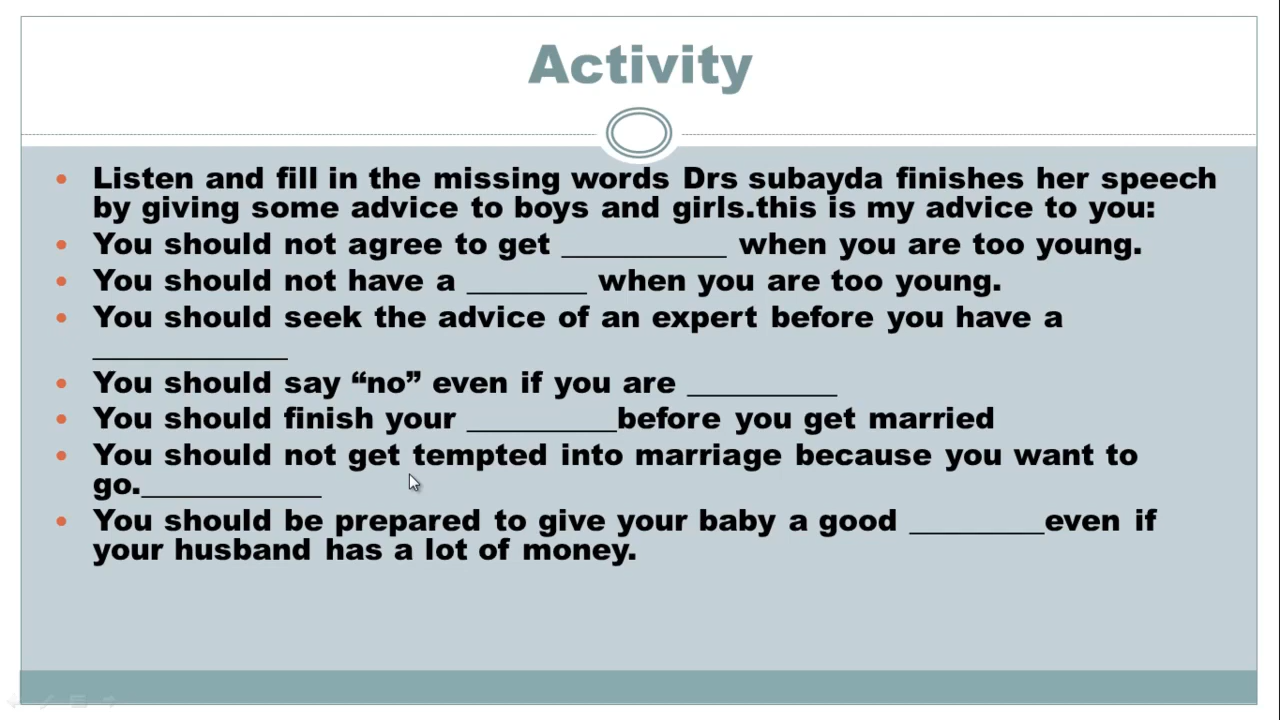 Activity
Listen and fill in the missing words Drs subayda finishes her speech
by giving some advice to boys and girls.this is my advice to you:
You should not agree to get ___________ when you are too young.
You should not have a ________ when you are too young.
You should seek the advice of an expert before you have a
_____________
You should say “no” even if you are __________
You should finish your __________before you get married
You should not get tempted into marriage because you want to
go.____________
You should be prepared to give your baby a good _________even if
your husband has a lot of money.